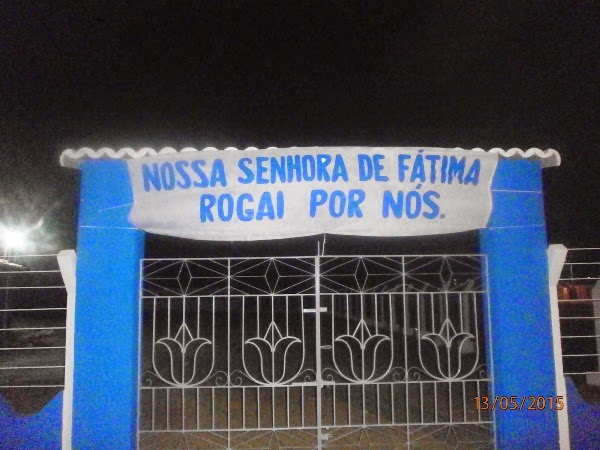 NOSSA SENHORA DE FÁTIMA
ROGAI POR NÓS.
13/05/2015